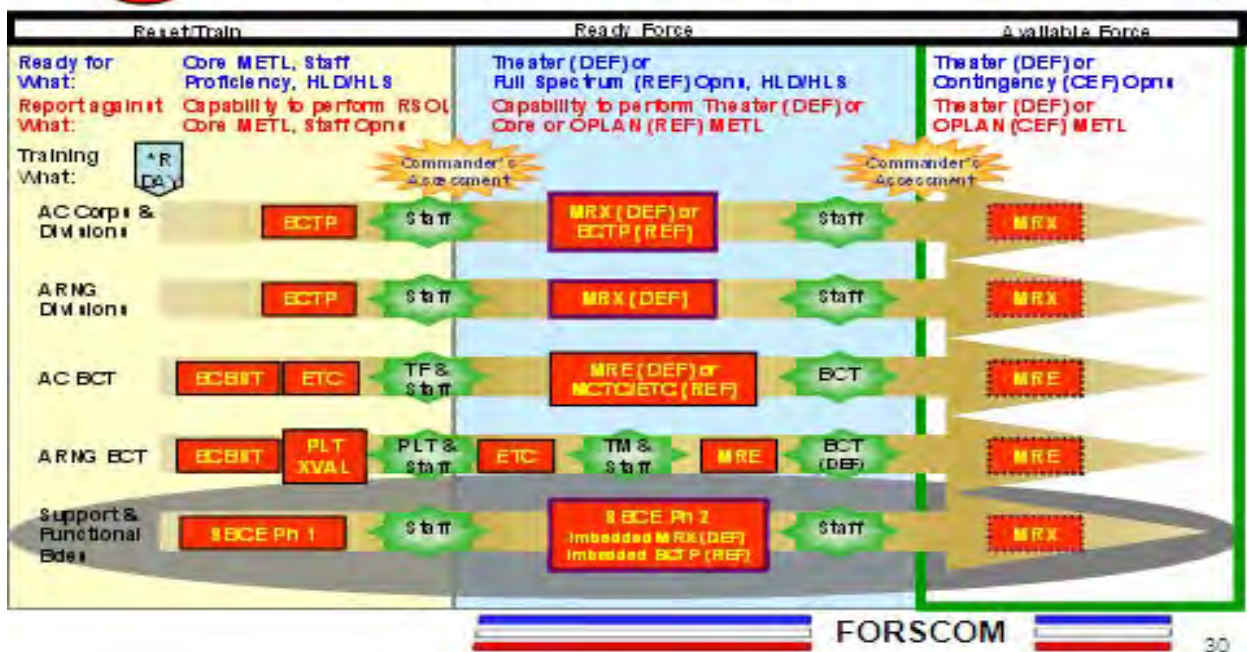 Reset/Train Ready Force Available Force
Ready for What: Core METL, Staff Proficiency, HLD/HLS
Theater (DEF) or Full Spectrum (REF) Opns, HLD/HLS
Theater (DEF) or Contingency (CEF) Opns
Report against What: Capability to perform RSOI, Core METL, Staff Opns
Capability to perform Theater (DEF) or Core or OPLAN (REF) METL
Theater (DEF) or OPLAN (CEF) METL
Training What:
DAY
Commander's Assessment
Commander's Assessment
AC Corps & Divisions
BCTP
Staff
MRX (DEF) or BCTP (REF)
Staff
MRX
ARNG Divisions
BCTP
Staff
MRX (DEF)
Staff
MRX
AC BCT
ETC
TF & Staff
MRE (DEF) or MCTC/ETC (REF)
BCT
MRE
ARNG BCT
PLT XVAL
PLT & Staff
ETC
TM & Staff
MRE
BCT (DEF)
MRE
Support & Functional Bdes
SBCE Ph 1
Staff
SBCE Ph 2
Imbedded MRX (DEF)
Imbedded BCTP (REF)
Staff
MRX
FORSCOM
30